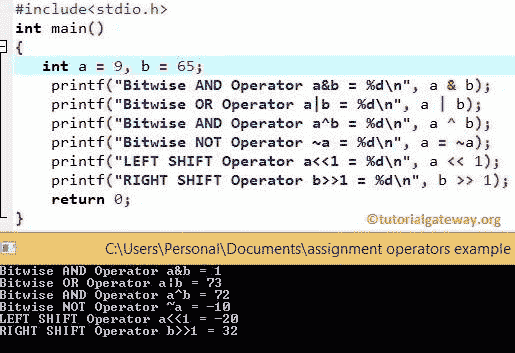 #include<stdio.h>
int main()
{
int a = 9, b = 65;
printf("Bitwise AND Operator a&b = %d\n", a & b);
printf("Bitwise OR Operator a|b = %d\n", a | b);
printf("Bitwise AND Operator a^b = %d\n", a ^ b);
printf("Bitwise NOT Operator ~a = %d\n", a = ~a);
printf("LEFT SHIFT Operator a<<1 = %d\n", a << 1);
printf("RIGHT SHIFT Operator b>>1 = %d\n", b >> 1);
return 0;
}
©tutorialgateway.org
C:\Users\Personal\Documents\assignment operators example
Bitwise AND Operator a&b = 1
Bitwise OR Operator a|b = 73
Bitwise AND Operator a^b = 72
Bitwise NOT Operator ~a = -10
LEFT SHIFT Operator a<<1 = -20
RIGHT SHIFT Operator b>>1 = 32